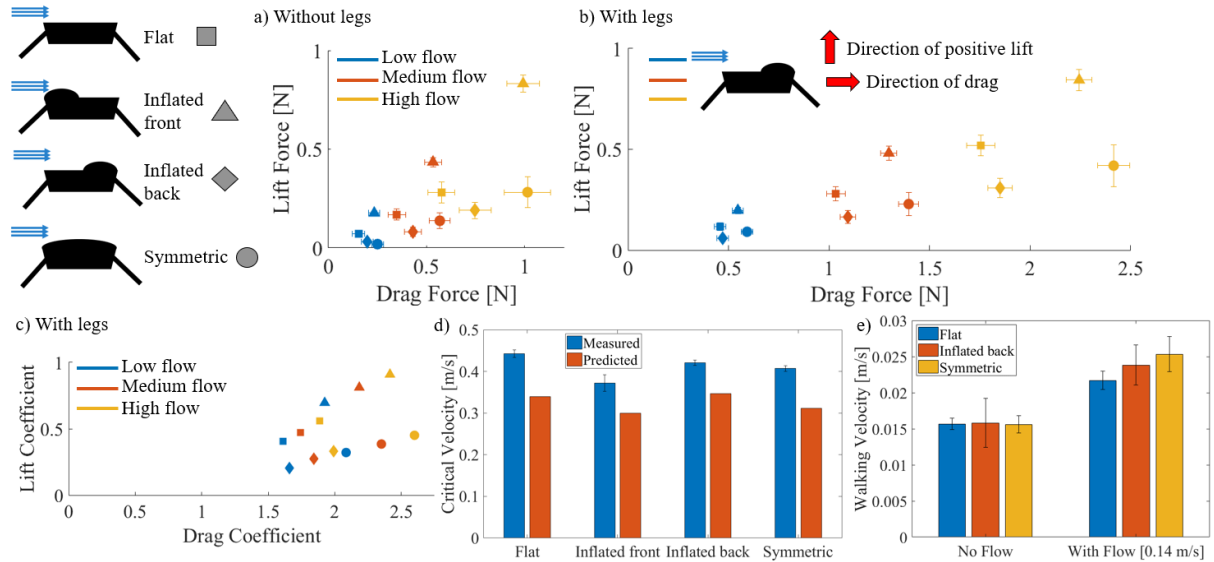 Flat
Inflated
front
Inflated
back
Symmetric
a) Without legs
1
0.5
0
0
0.5
1
Lift Force [N]
Drag Force [N]
Low flow
Medium flow
High flow
b) With legs
1
0.5
0
0
0.5
1
1.5
2
2.5
Lift Force [N]
Drag Force [N]
Direction of positive lift
Direction of drag
c) With legs
1
0.5
0
0
0.5
1
1.5
2
2.5
Lift Coefficient
Drag Coefficient
Low flow
Medium flow
High flow
d)
0.5
0.4
0.3
0.2
0.1
0
Critical Velocity [m/s]
Measured
Predicted
Flat
Inflated front
Inflated back
Symmetric
e)
0.03
0.025
0.02
0.015
0.01
0.005
0
Walking Velocity [m/s]
Flat
Inflated back
Symmetric
No Flow
With Flow [0.14 m/s]